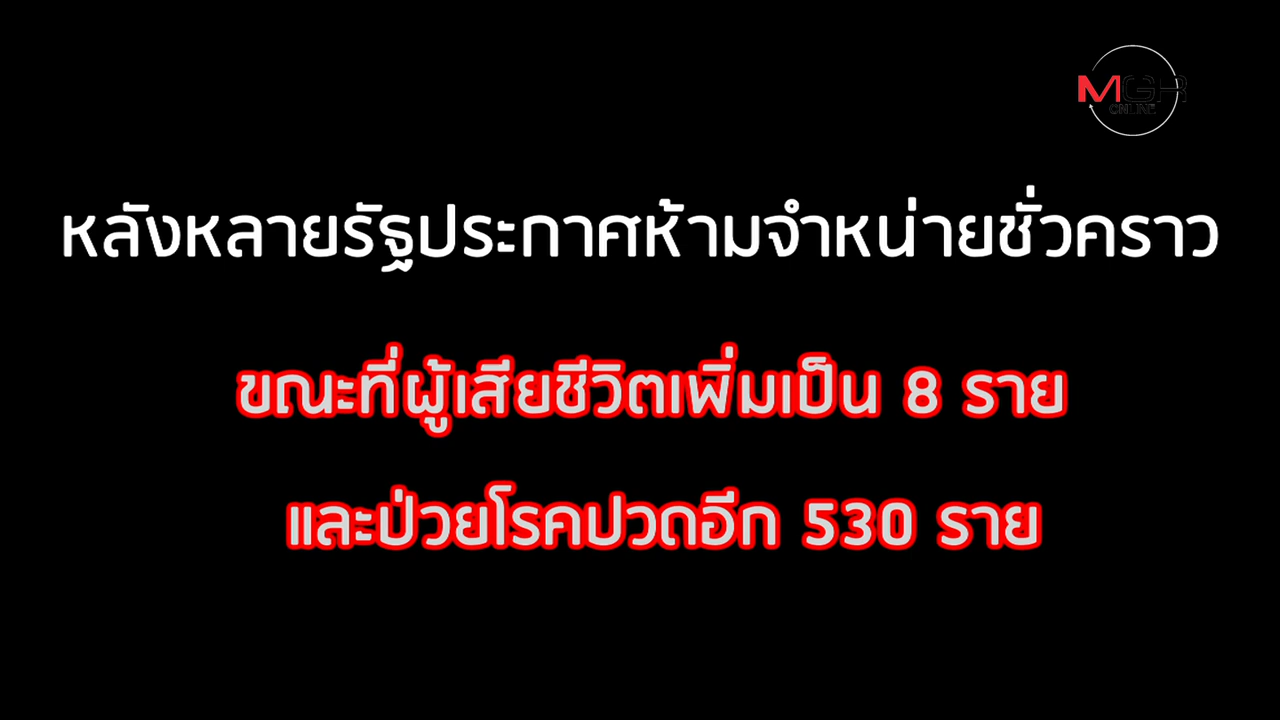 MGR
ONLINE
หลังหลายรัฐประกาศห้ามจำหน่ายชั่วคราว
ขณะที่ผู้เสียชีวิตเพิ่มเป็น 8 ราย
และป่วยโรคปวดอีก 530 ราย